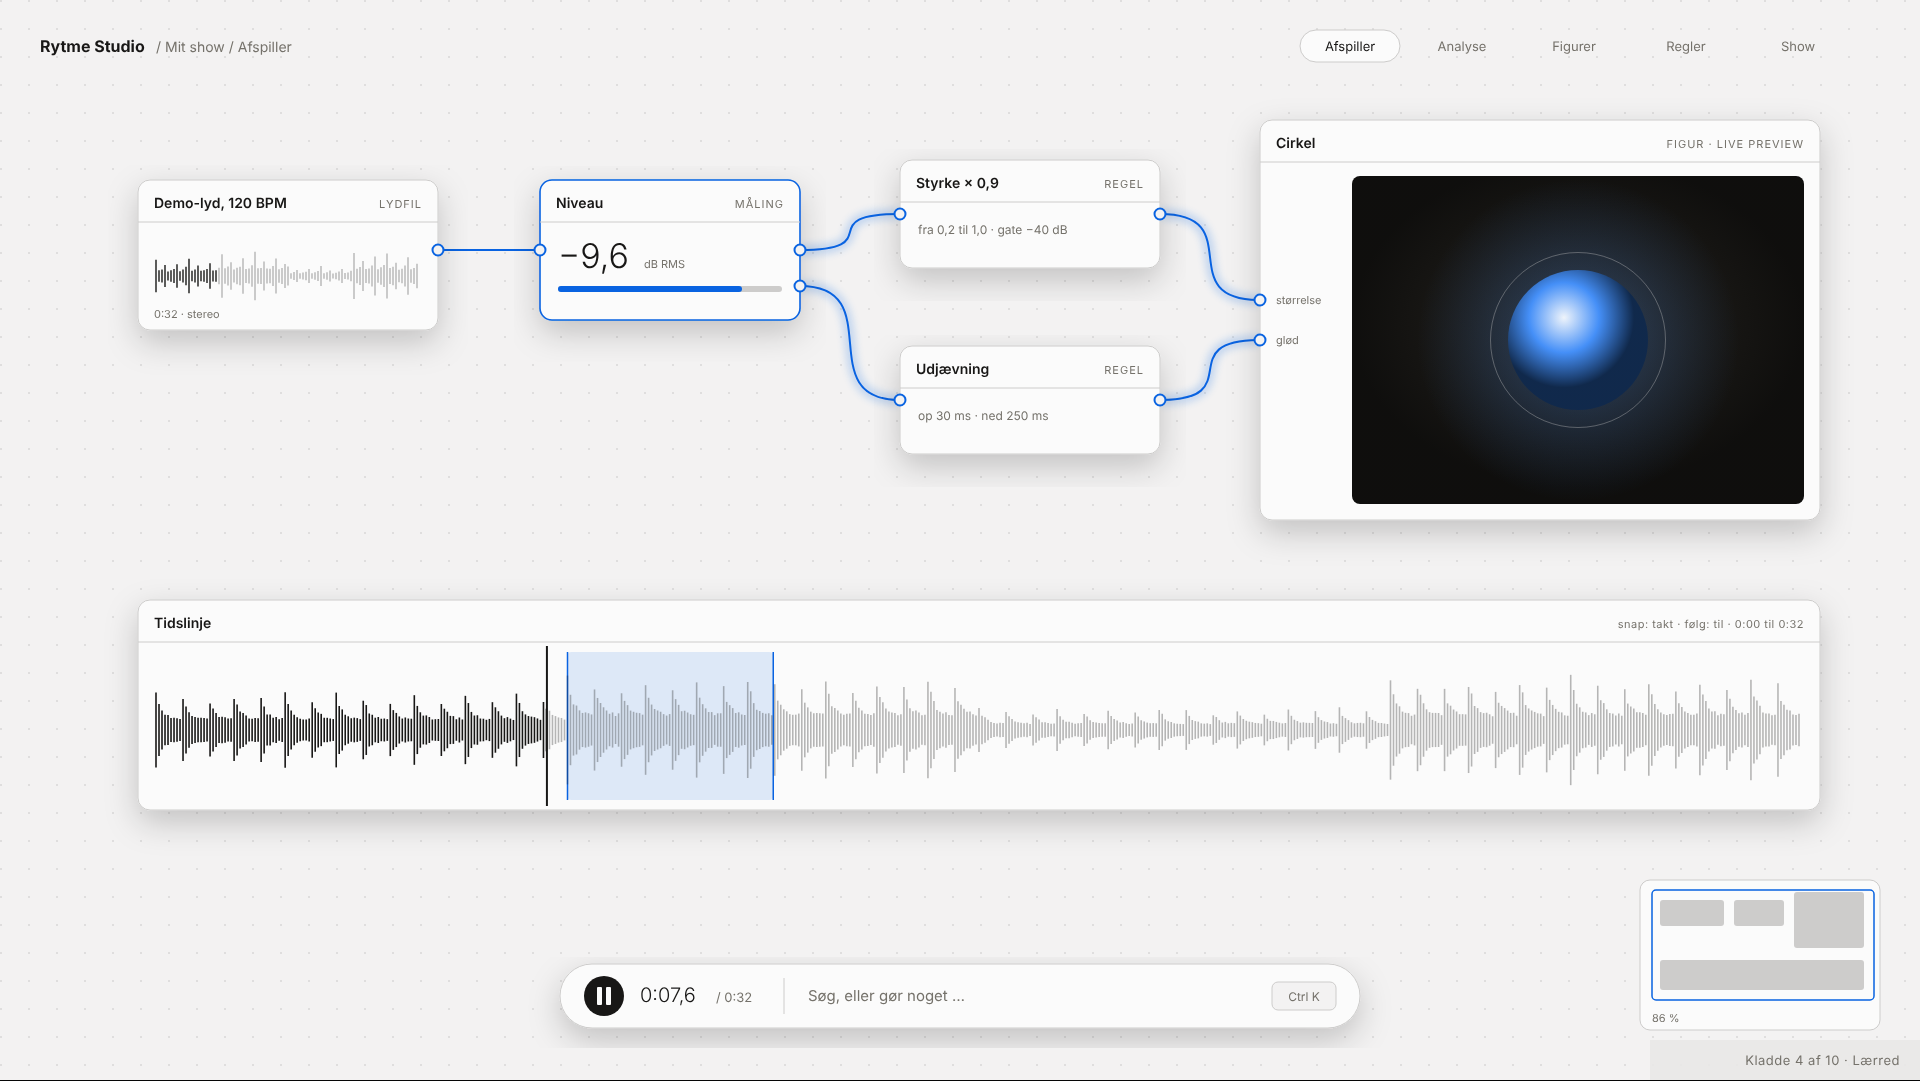 Rytme Studio / Mit show / Afspiller
Afspiller Analyse Figurer Regler Show
Demo-lyd, 120 BPM LYDFIL
0:32 · stereo
Niveau MÅLING
−9,6 dB RMS
Styrke × 0,9 REGEL
fra 0,2 til 1,0 · gate −40 dB
Udjævning REGEL
op 30 ms · ned 250 ms
Cirkel FIGUR · LIVE PREVIEW
størrelse
glød
Tidslinje snap: takt · følg: til · 0:00 til 0:32
0:07,6 / 0:32 Søg, eller gør noget ... Ctrl K
86 %
Kladde 4 af 10 · Lærred